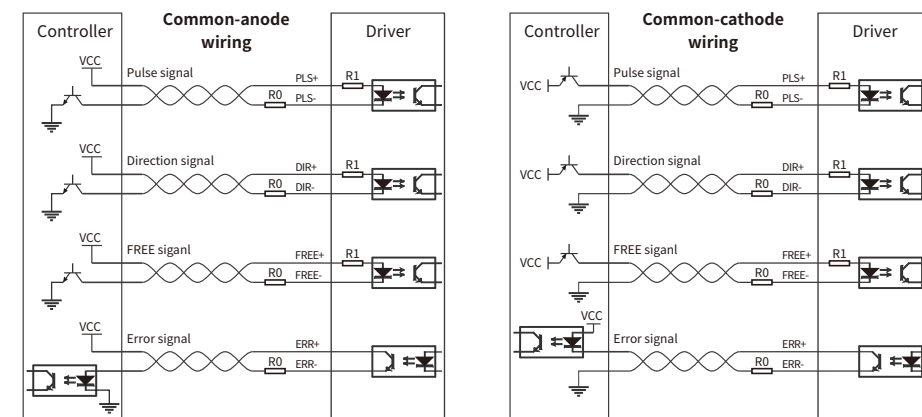 Controller
Common-anode
wiring
Driver
VCC
Pulse signal
PLS+
R1
R0
PLS-
VCC
Direction signal
DIR+
R1
R0
DIR-
VCC
FREE siganl
FREE+
R1
R0
FREE-
VCC
Error signal
ERR+
R0
ERR-
Controller
Common-cathode
wiring
Driver
VCC
Pulse signal
PLS+
R1
R0
PLS-
VCC
Direction signal
DIR+
R1
R0
DIR-
VCC
FREE siganl
FREE+
R1
R0
FREE-
VCC
Error signal
ERR+
R0
ERR-